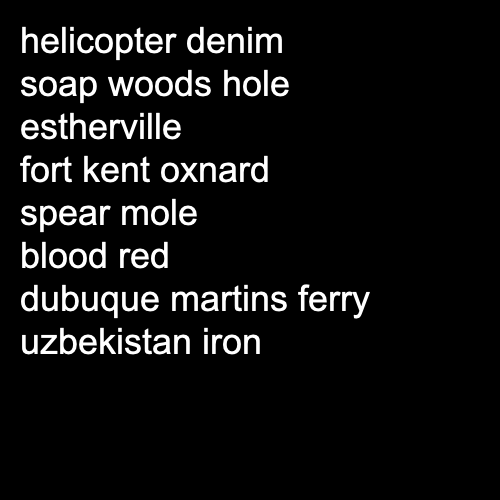 helicopter denim
soap woods hole
estherville
fort kent oxnard
spear mole
blood red
dubuque martins ferry
uzbekistan iron